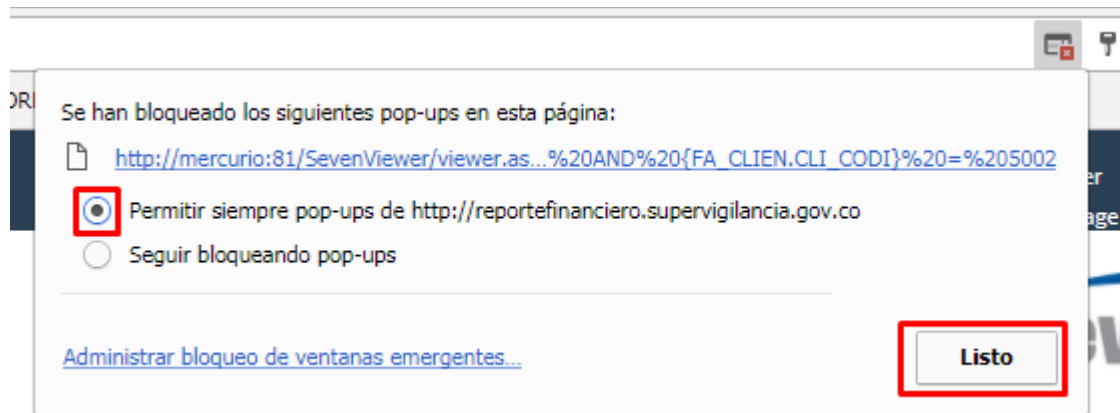 Se han bloqueado los siguientes pop-ups en esta página:
http://mercurio:81/SevenViewer/viewer.as...%20AND%20{FA_CLIEN.CLI_CODI}%20=%205002
Permitir siempre pop-ups de http://reportefinanciero.supervigilancia.gov.co
Seguir bloqueando pop-ups
Administrar bloqueo de ventanas emergentes...
Listo